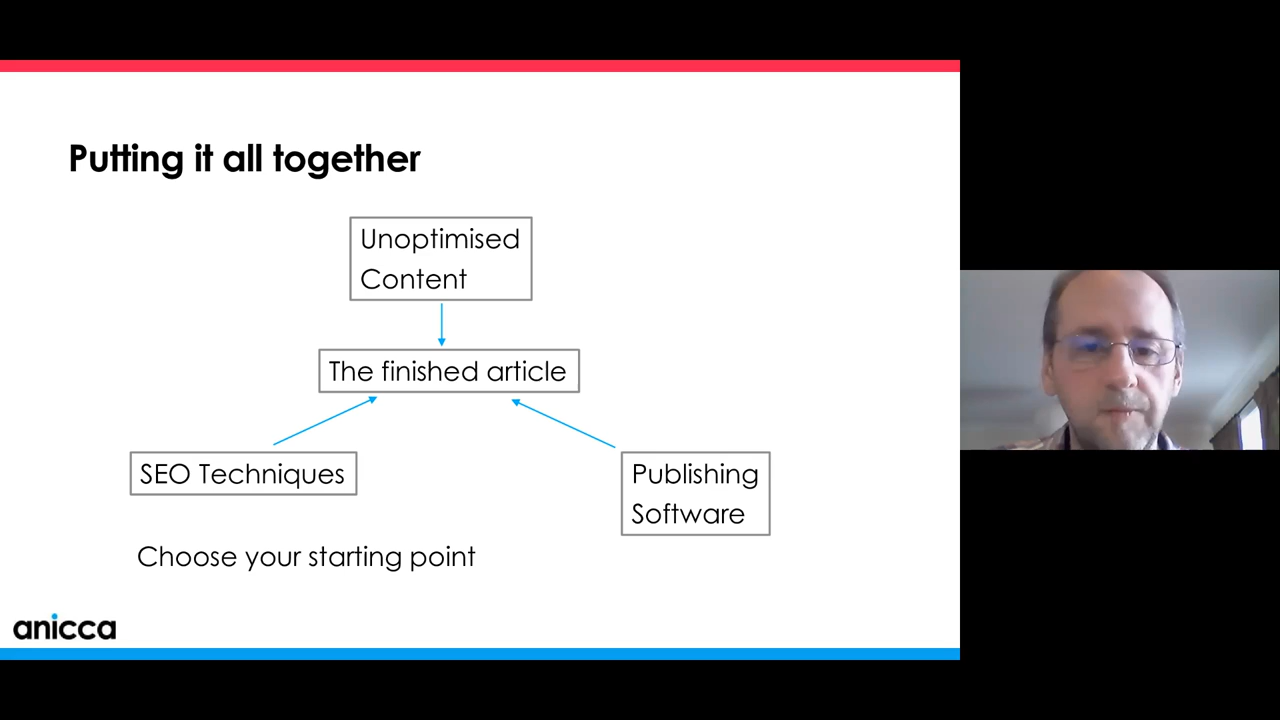 Putting it all together
Unoptimised
Content
The finished article
SEO Techniques
Publishing
Software
Choose your starting point
anicca